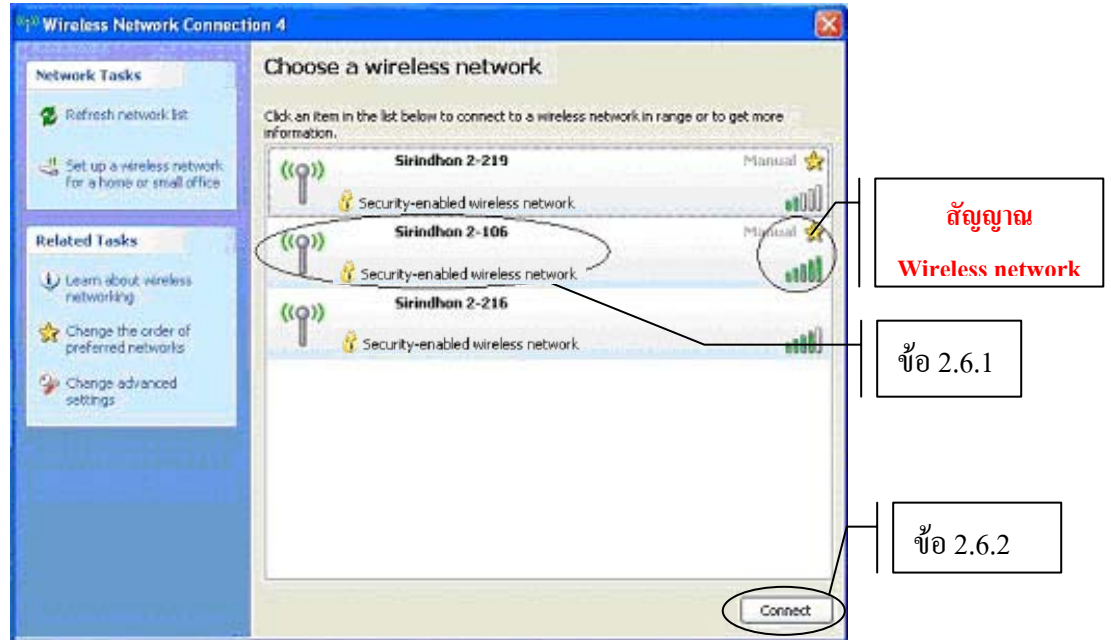 Wireless Network Connection 4
Network Tasks
Refresh network list
Set up a wireless network
for a home or small office
Related Tasks
Learn about wireless
networking
Change the order of
preferred networks
Change advanced
settings
Choose a wireless network
Click an item in the list below to connect to a wireless network in range or to get more
information.
Sirindhon 2-219
Manual
Security-enabled wireless network
Sirindhon 2-106
Manual
Security-enabled wireless network
Sirindhon 2-216
Security-enabled wireless network
Connect
สัญญาณ
Wireless network
ข้อ 2.6.1
ข้อ 2.6.2